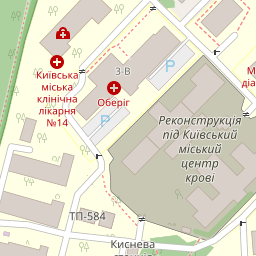 3-В
Р
Київська
міська
клінічна
лікарня
№14
Оберіг
Р
Реконструкція
під Київський
міський
центр
крові
ТП-584
Киснева